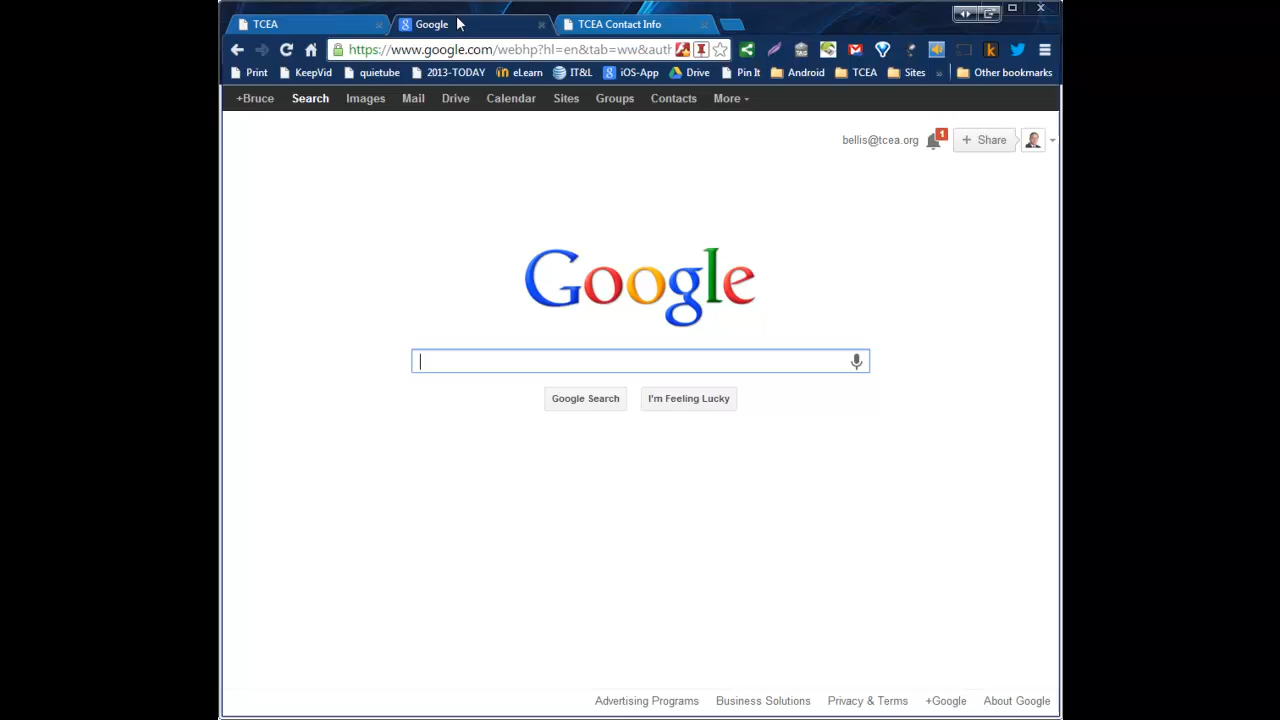 TCEA
Google
TCEA Contact Info
https://www.google.com/webhp?hl=en&tab=ww&auth
Print KeepVid quietube 2013-TODAY eLearn IT&L iOS-App Drive Pin It Android TCEA Sites » Other bookmarks
+Bruce Search Images Mail Drive Calendar Sites Groups Contacts More
bellis@tcea.org 1 + Share
Google
Google Search I'm Feeling Lucky
Advertising Programs Business Solutions Privacy & Terms +Google About Google